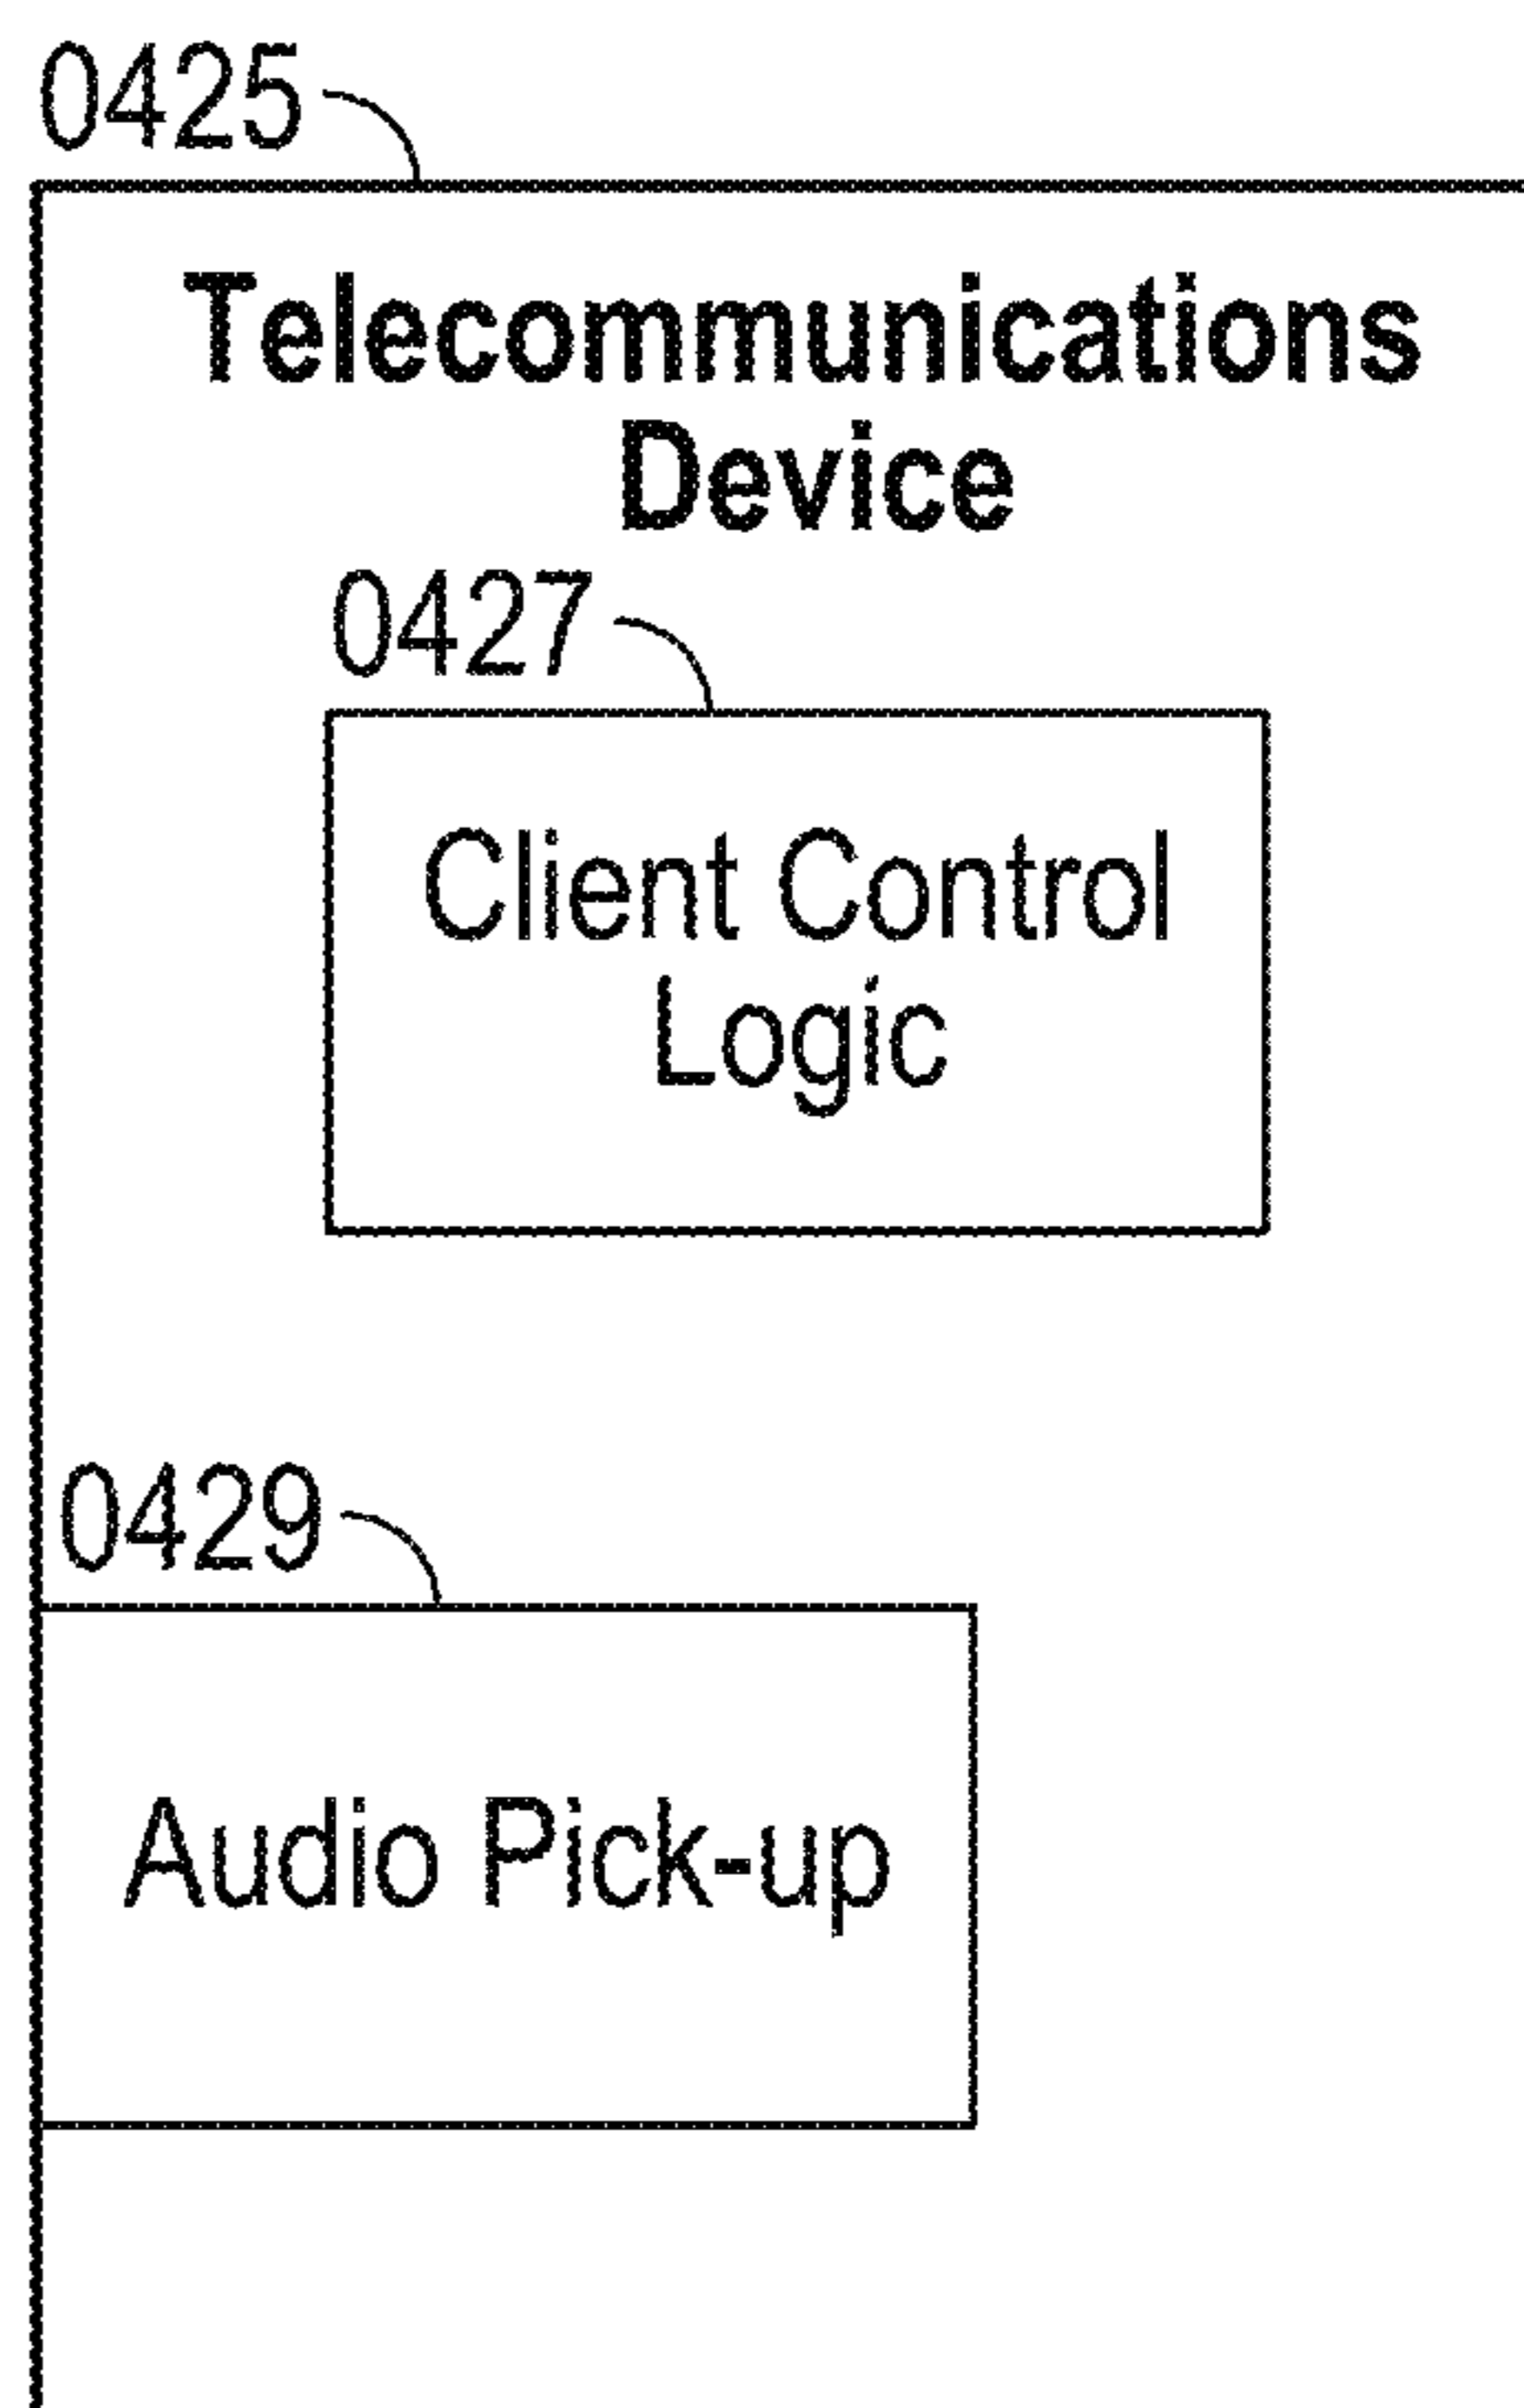 0425
Telecommunications
Device
0427
Client Control
Logic
0429
Audio Pick-up